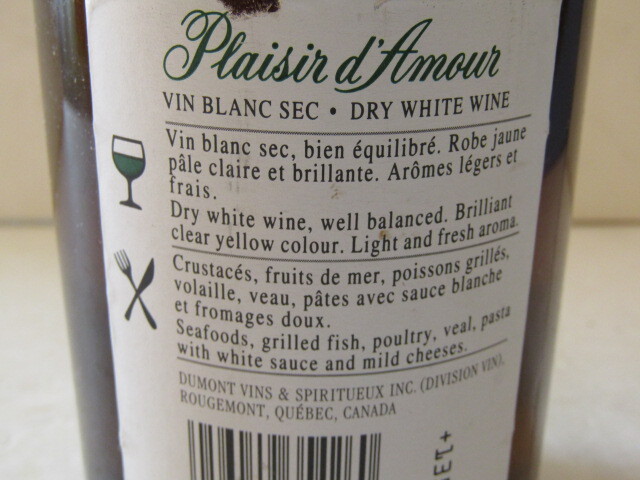 Plaisir d'Amour
VIN BLANC SEC • DRY WHITE WINE
Vin blanc sec, bien équilibré. Robe jaune
pâle claire et brillante. Arômes légers et
frais.
Dry white wine, well balanced. Brilliant
clear yellow colour. Light and fresh aroma.
Crustacés, fruits de mer, poissons grillés,
volaille, veau, pâtes avec sauce blanche
et fromages doux.
Seafoods, grilled fish, poultry, veal, pasta
with white sauce and mild cheeses.
DUMONT VINS & SPIRITUEUX INC. (DIVISION VIN),
ROUGEMONT, QUÉBEC, CANADA